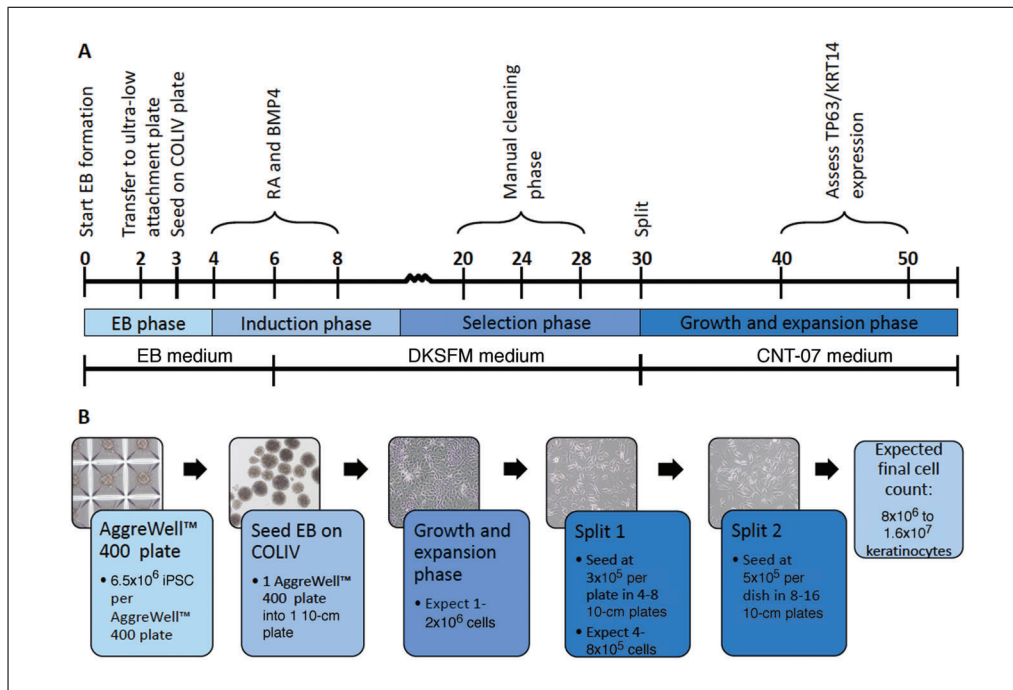 A
Start EB formation
Transfer to ultra-low
attachment plate
Seed on COLIV plate
RA and BMP4
Manual cleaning
phase
Split
Assess TP63/KRT14
expression
0 2 3 4 6 8 20 24 28 30 40 50
EB phase Induction phase Selection phase Growth and expansion phase
EB medium DKSFM medium CNT-07 medium
B
AggreWell™
400 plate
• 6.5x10⁶ iPSC
per
AggreWell™
400 plate
Seed EB on
COLIV
• 1 AggreWell™
400 plate
into 1 10-cm
plate
Growth and
expansion
phase
• Expect 1-
2x10⁶ cells
Split 1
• Seed at
3x10⁵ per
plate in 4-8
10-cm plates
• Expect 4-
8x10⁵ cells
Split 2
• Seed at
5x10⁵ per
dish in 8-16
10-cm plates
Expected
final cell
count:
8x10⁶ to
1.6x10⁷
keratinocytes